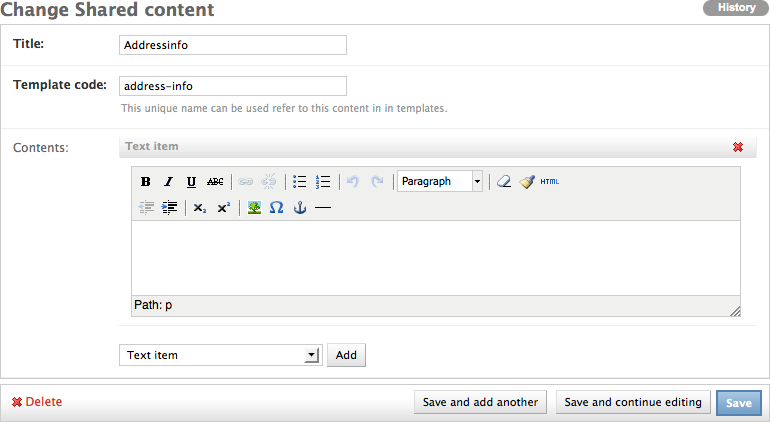 Change Shared content
History
Title: Addressinfo
Template code: address-info
This unique name can be used refer to this content in in templates.
Contents: Text item
B I U ABC Paragraph HTML
x₂ x² Ω
Path: p
Text item Add
Delete Save and add another Save and continue editing Save